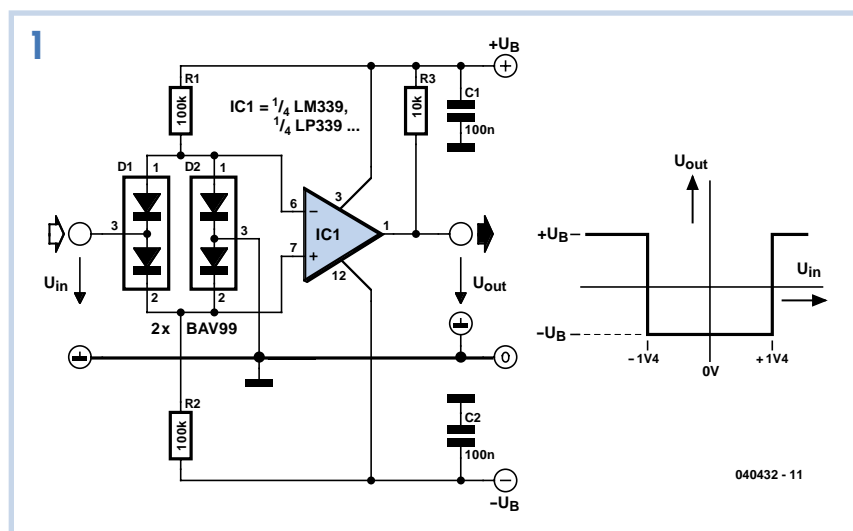 1
+UB
R1
100k
IC1 = 1/4 LM339,
1/4 LP339 ...
R3
10k
C1
100n
D1
1
D2
1
3
3
2
2
6
−
7
+
3
IC1
12
1
Uin
Uout
2x BAV99
0
R2
100k
C2
100n
−UB
Uout
+UB
Uin
−UB
−1V4
0V
+1V4
040432 - 11